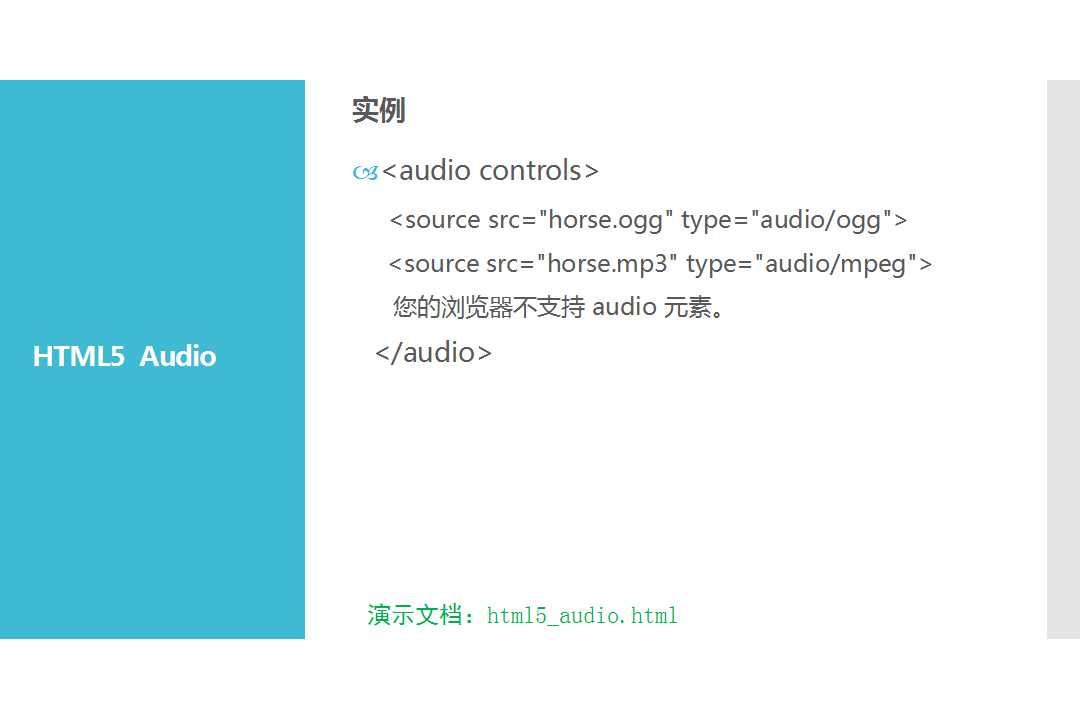 HTML5 Audio
实例
<audio controls>
<source src="horse.ogg" type="audio/ogg">
<source src="horse.mp3" type="audio/mpeg">
您的浏览器不支持 audio 元素。
</audio>
演示文档：html5_audio.html